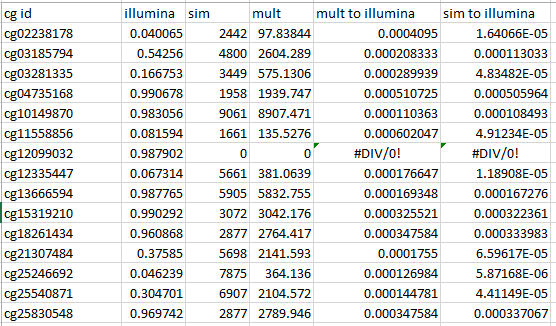 cg id illumina sim mult mult to illumina sim to illumina
cg02238178 0.040065 2442 97.83844 0.0004095 1.64066E-05
cg03185794 0.54256 4800 2604.289 0.000208333 0.000113033
cg03281335 0.166753 3449 575.1306 0.000289939 4.83482E-05
cg04735168 0.990678 1958 1939.747 0.000510725 0.000505964
cg10149870 0.983056 9061 8907.471 0.000110363 0.000108493
cg11558856 0.081594 1661 135.5276 0.000602047 4.91234E-05
cg12099032 0.987902 0 0 #DIV/0! #DIV/0!
cg12335447 0.067314 5661 381.0639 0.000176647 1.18908E-05
cg13666594 0.987765 5905 5832.755 0.000169348 0.000167276
cg15319210 0.990292 3072 3042.176 0.000325521 0.000322361
cg18261434 0.960868 2877 2764.417 0.000347584 0.000333983
cg21307484 0.37585 5698 2141.593 0.0001755 6.59617E-05
cg25246692 0.046239 7875 364.136 0.000126984 5.87168E-06
cg25540871 0.304701 6907 2104.572 0.000144781 4.41149E-05
cg25830548 0.969742 2877 2789.946 0.000347584 0.000337067